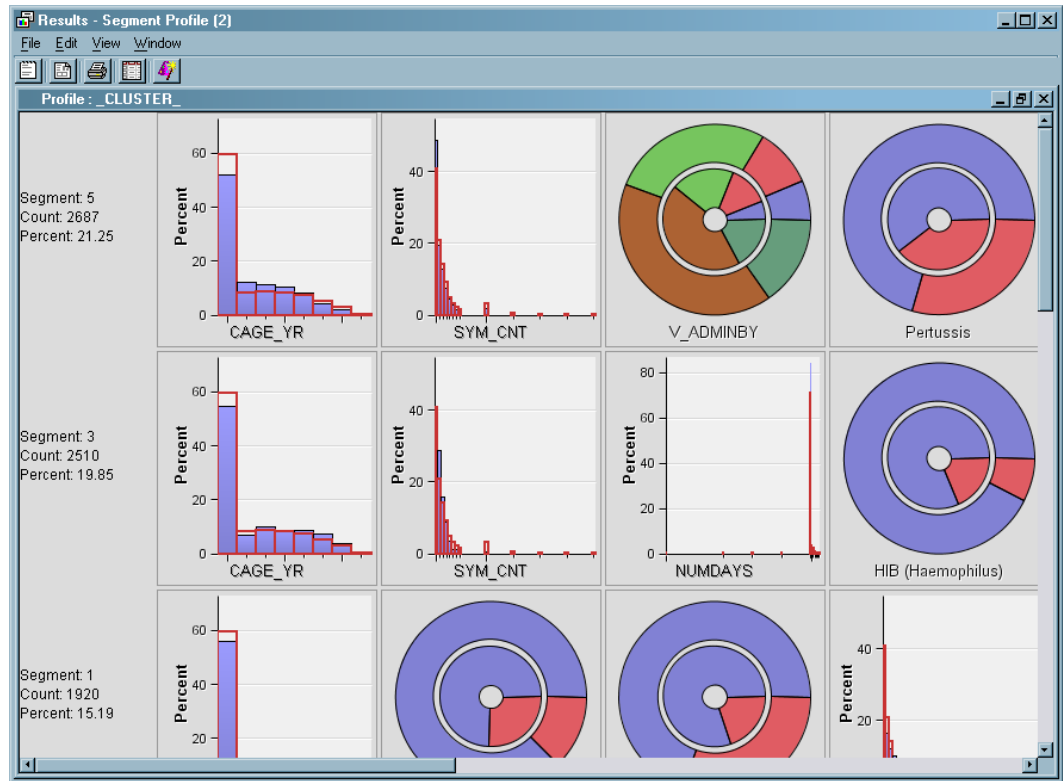 Results - Segment Profile (2)
File Edit View Window
Profile : _CLUSTER_
Segment: 5
Count: 2687
Percent: 21.25
Percent
60
40
20
0
CAGE_YR
Percent
40
20
0
SYM_CNT
V_ADMINBY
Pertussis
Segment: 3
Count: 2510
Percent: 19.85
Percent
60
40
20
0
CAGE_YR
Percent
40
20
0
SYM_CNT
Percent
80
60
40
20
0
NUMDAYS
HIB (Haemophilus)
Segment: 1
Count: 1920
Percent: 15.19
Percent
60
40
20
Percent
40
20